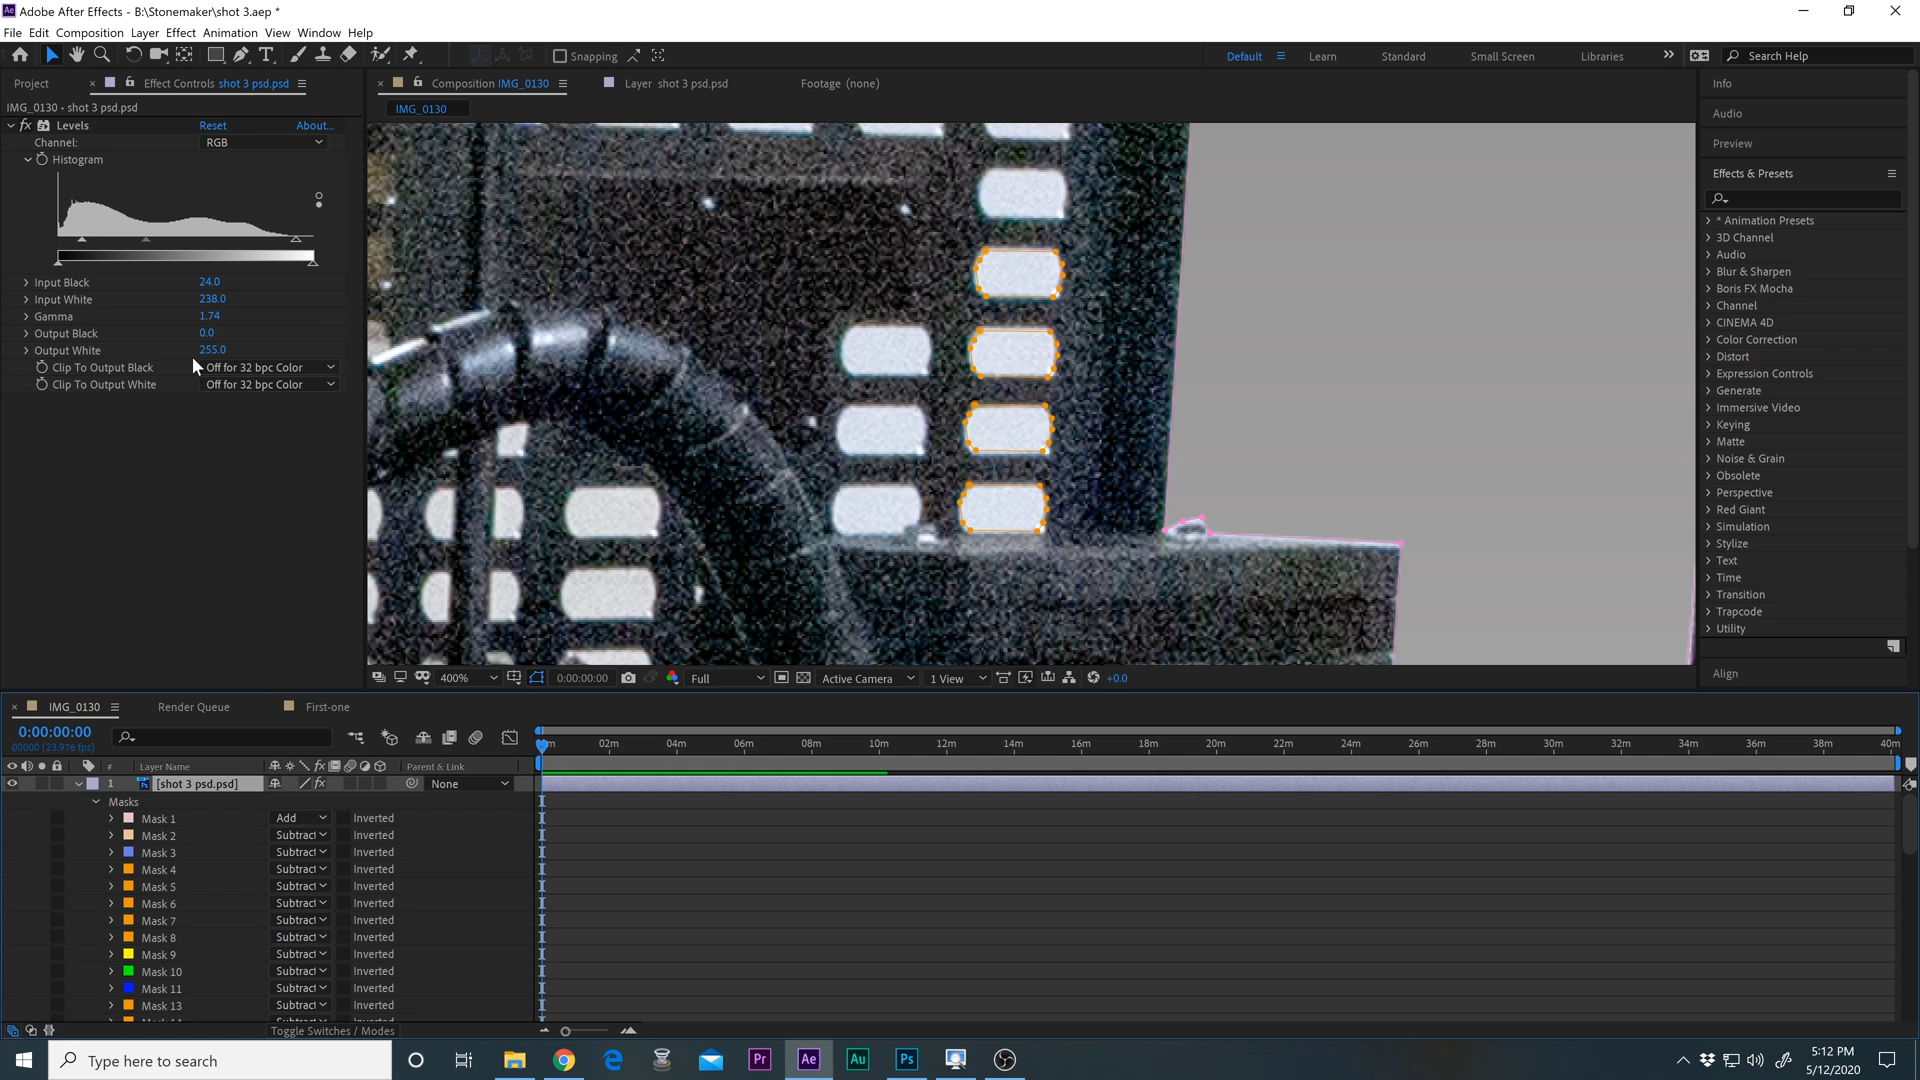 Ae Adobe After Effects - B:\Stonemaker\shot 3.aep *
File Edit Composition Layer Effect Animation View Window Help
Snapping
Default Learn Standard Small Screen Libraries Search Help
Project Effect Controls shot 3 psd.psd
Composition IMG_0130 Layer shot 3 psd.psd Footage (none)
IMG_0130 • shot 3 psd.psd
IMG_0130
fx Levels Reset About...
Channel: RGB
Histogram
Input Black 24.0
Input White 238.0
Gamma 1.74
Output Black 0.0
Output White 255.0
Clip To Output Black Off for 32 bpc Color
Clip To Output White Off for 32 bpc Color
Info
Audio
Preview
Effects & Presets
* Animation Presets
3D Channel
Audio
Blur & Sharpen
Boris FX Mocha
Channel
CINEMA 4D
Color Correction
Distort
Expression Controls
Generate
Immersive Video
Keying
Matte
Noise & Grain
Obsolete
Perspective
Red Giant
Simulation
Stylize
Text
Time
Transition
Trapcode
Utility
Align
400% 0:00:00:00 Full Active Camera 1 View +0.0
IMG_0130 Render Queue First-one
0:00:00:00
00000 (23.976 fps)
02m 04m 06m 08m 10m 12m 14m 16m 18m 20m 22m 24m 26m 28m 30m 32m 34m 36m 38m 40m
# Layer Name fx Parent & Link
1 [shot 3 psd.psd] fx None
Masks
Mask 1 Add Inverted
Mask 2 Subtract Inverted
Mask 3 Subtract Inverted
Mask 4 Subtract Inverted
Mask 5 Subtract Inverted
Mask 6 Subtract Inverted
Mask 7 Subtract Inverted
Mask 8 Subtract Inverted
Mask 9 Subtract Inverted
Mask 10 Subtract Inverted
Mask 11 Subtract Inverted
Mask 13 Subtract Inverted
Toggle Switches / Modes
Type here to search
Pr Ae Au Ps
5:12 PM
5/12/2020